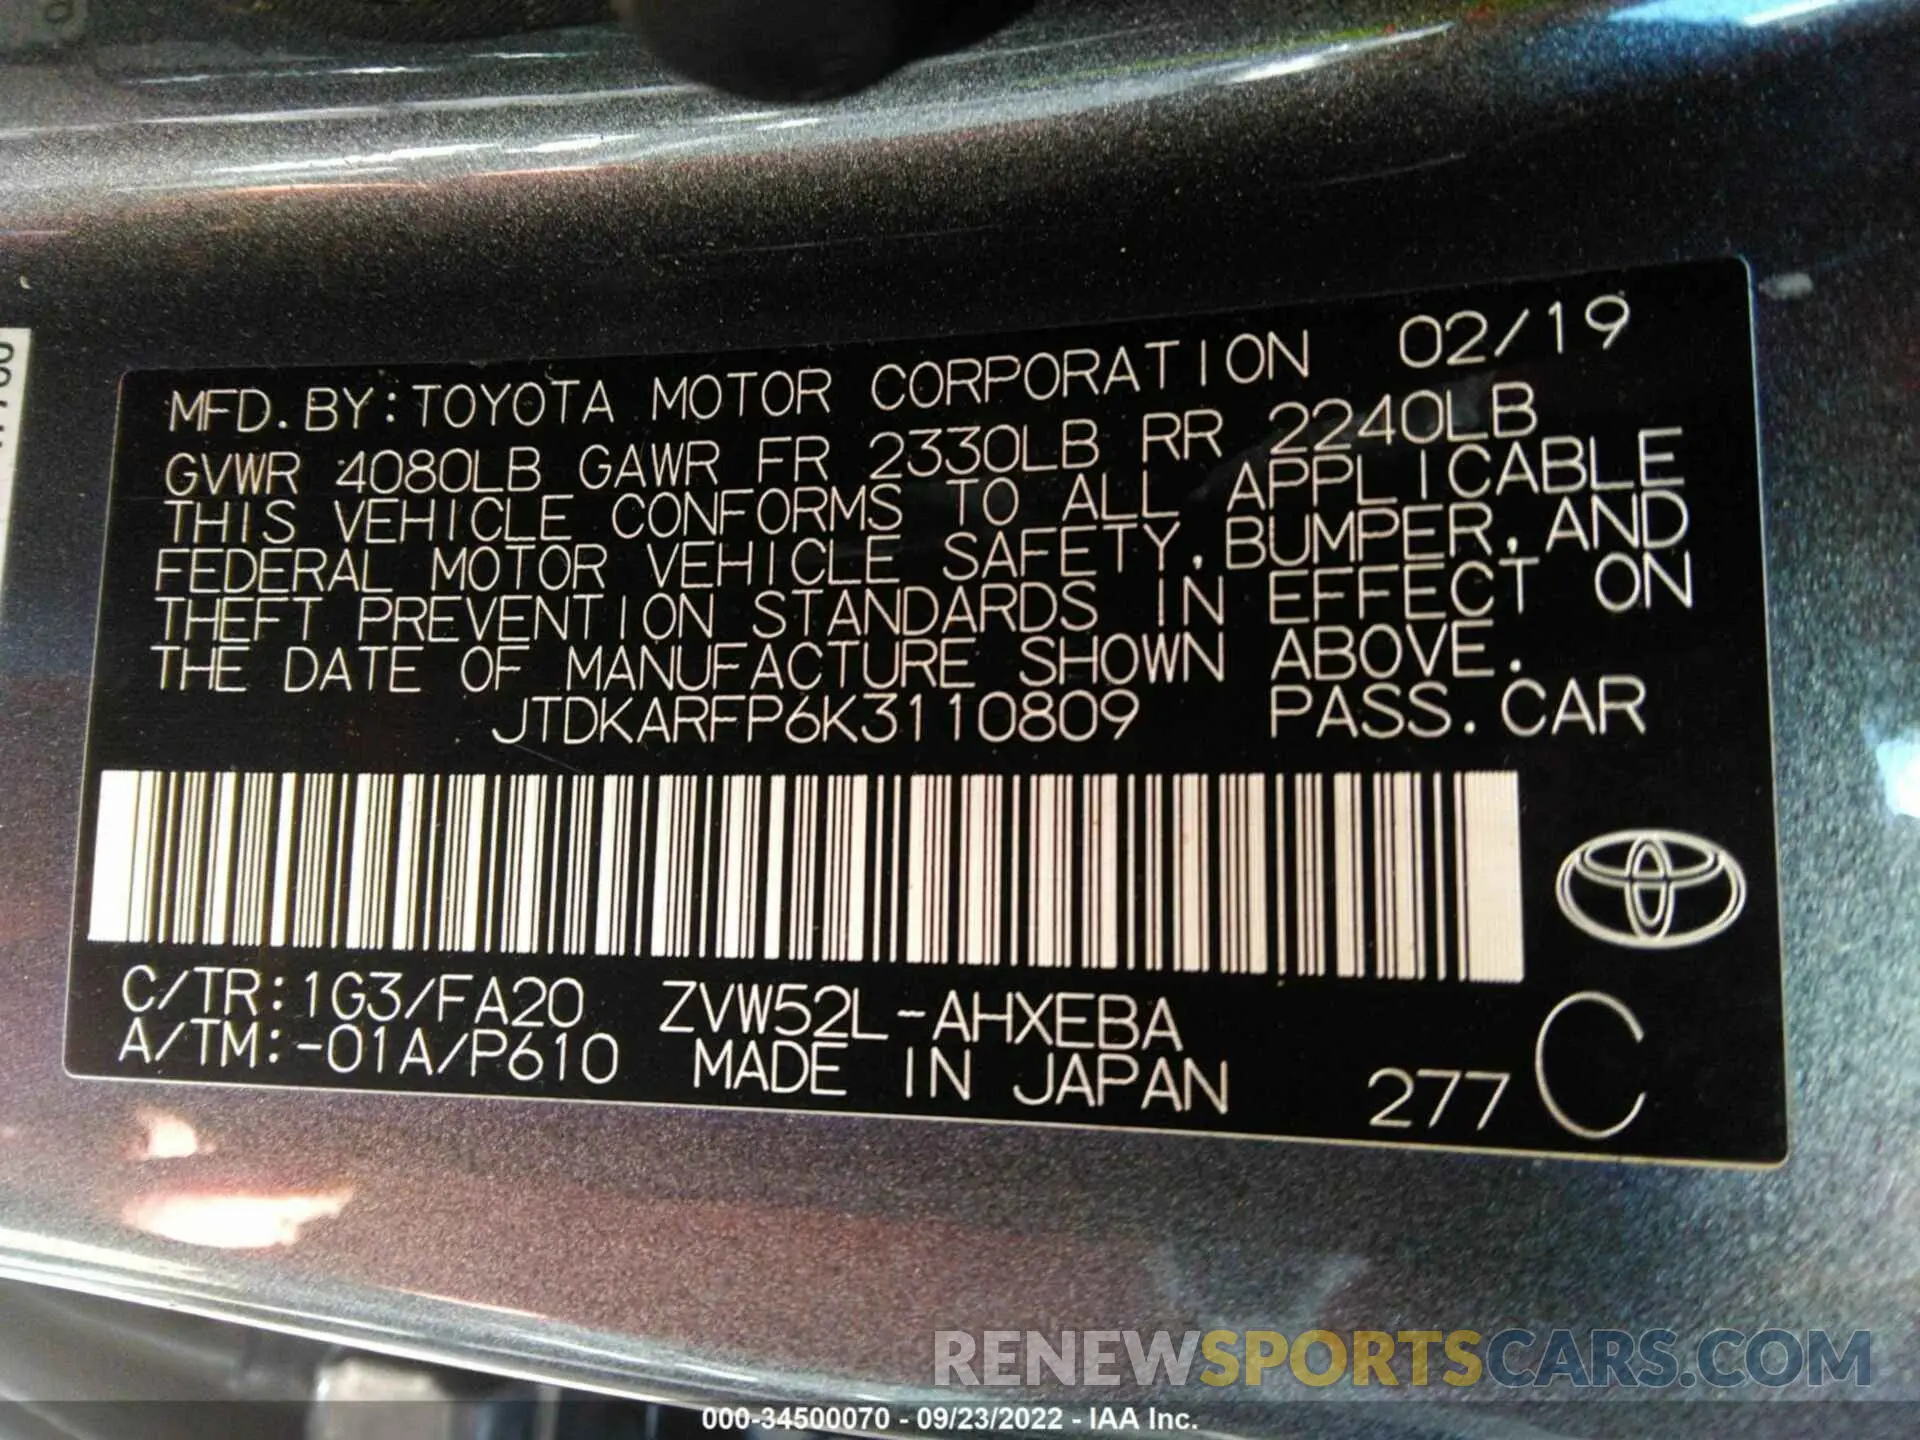 MFD.BY:TOYOTA MOTOR CORPORATION 02/19
GVWR 4080LB GAWR FR 2330LB RR 2240LB
THIS VEHICLE CONFORMS TO ALL APPLICABLE
FEDERAL MOTOR VEHICLE SAFETY,BUMPER,AND
THEFT PREVENTION STANDARDS IN EFFECT ON
THE DATE OF MANUFACTURE SHOWN ABOVE.
JTDKARFP6K3110809 PASS.CAR
C/TR:1G3/FA20 ZVW52L-AHXEBA
A/TM:-01A/P610 MADE IN JAPAN 277 C
RENEWSPORTSCARS.COM
000-34500070 - 09/23/2022 - IAA Inc.